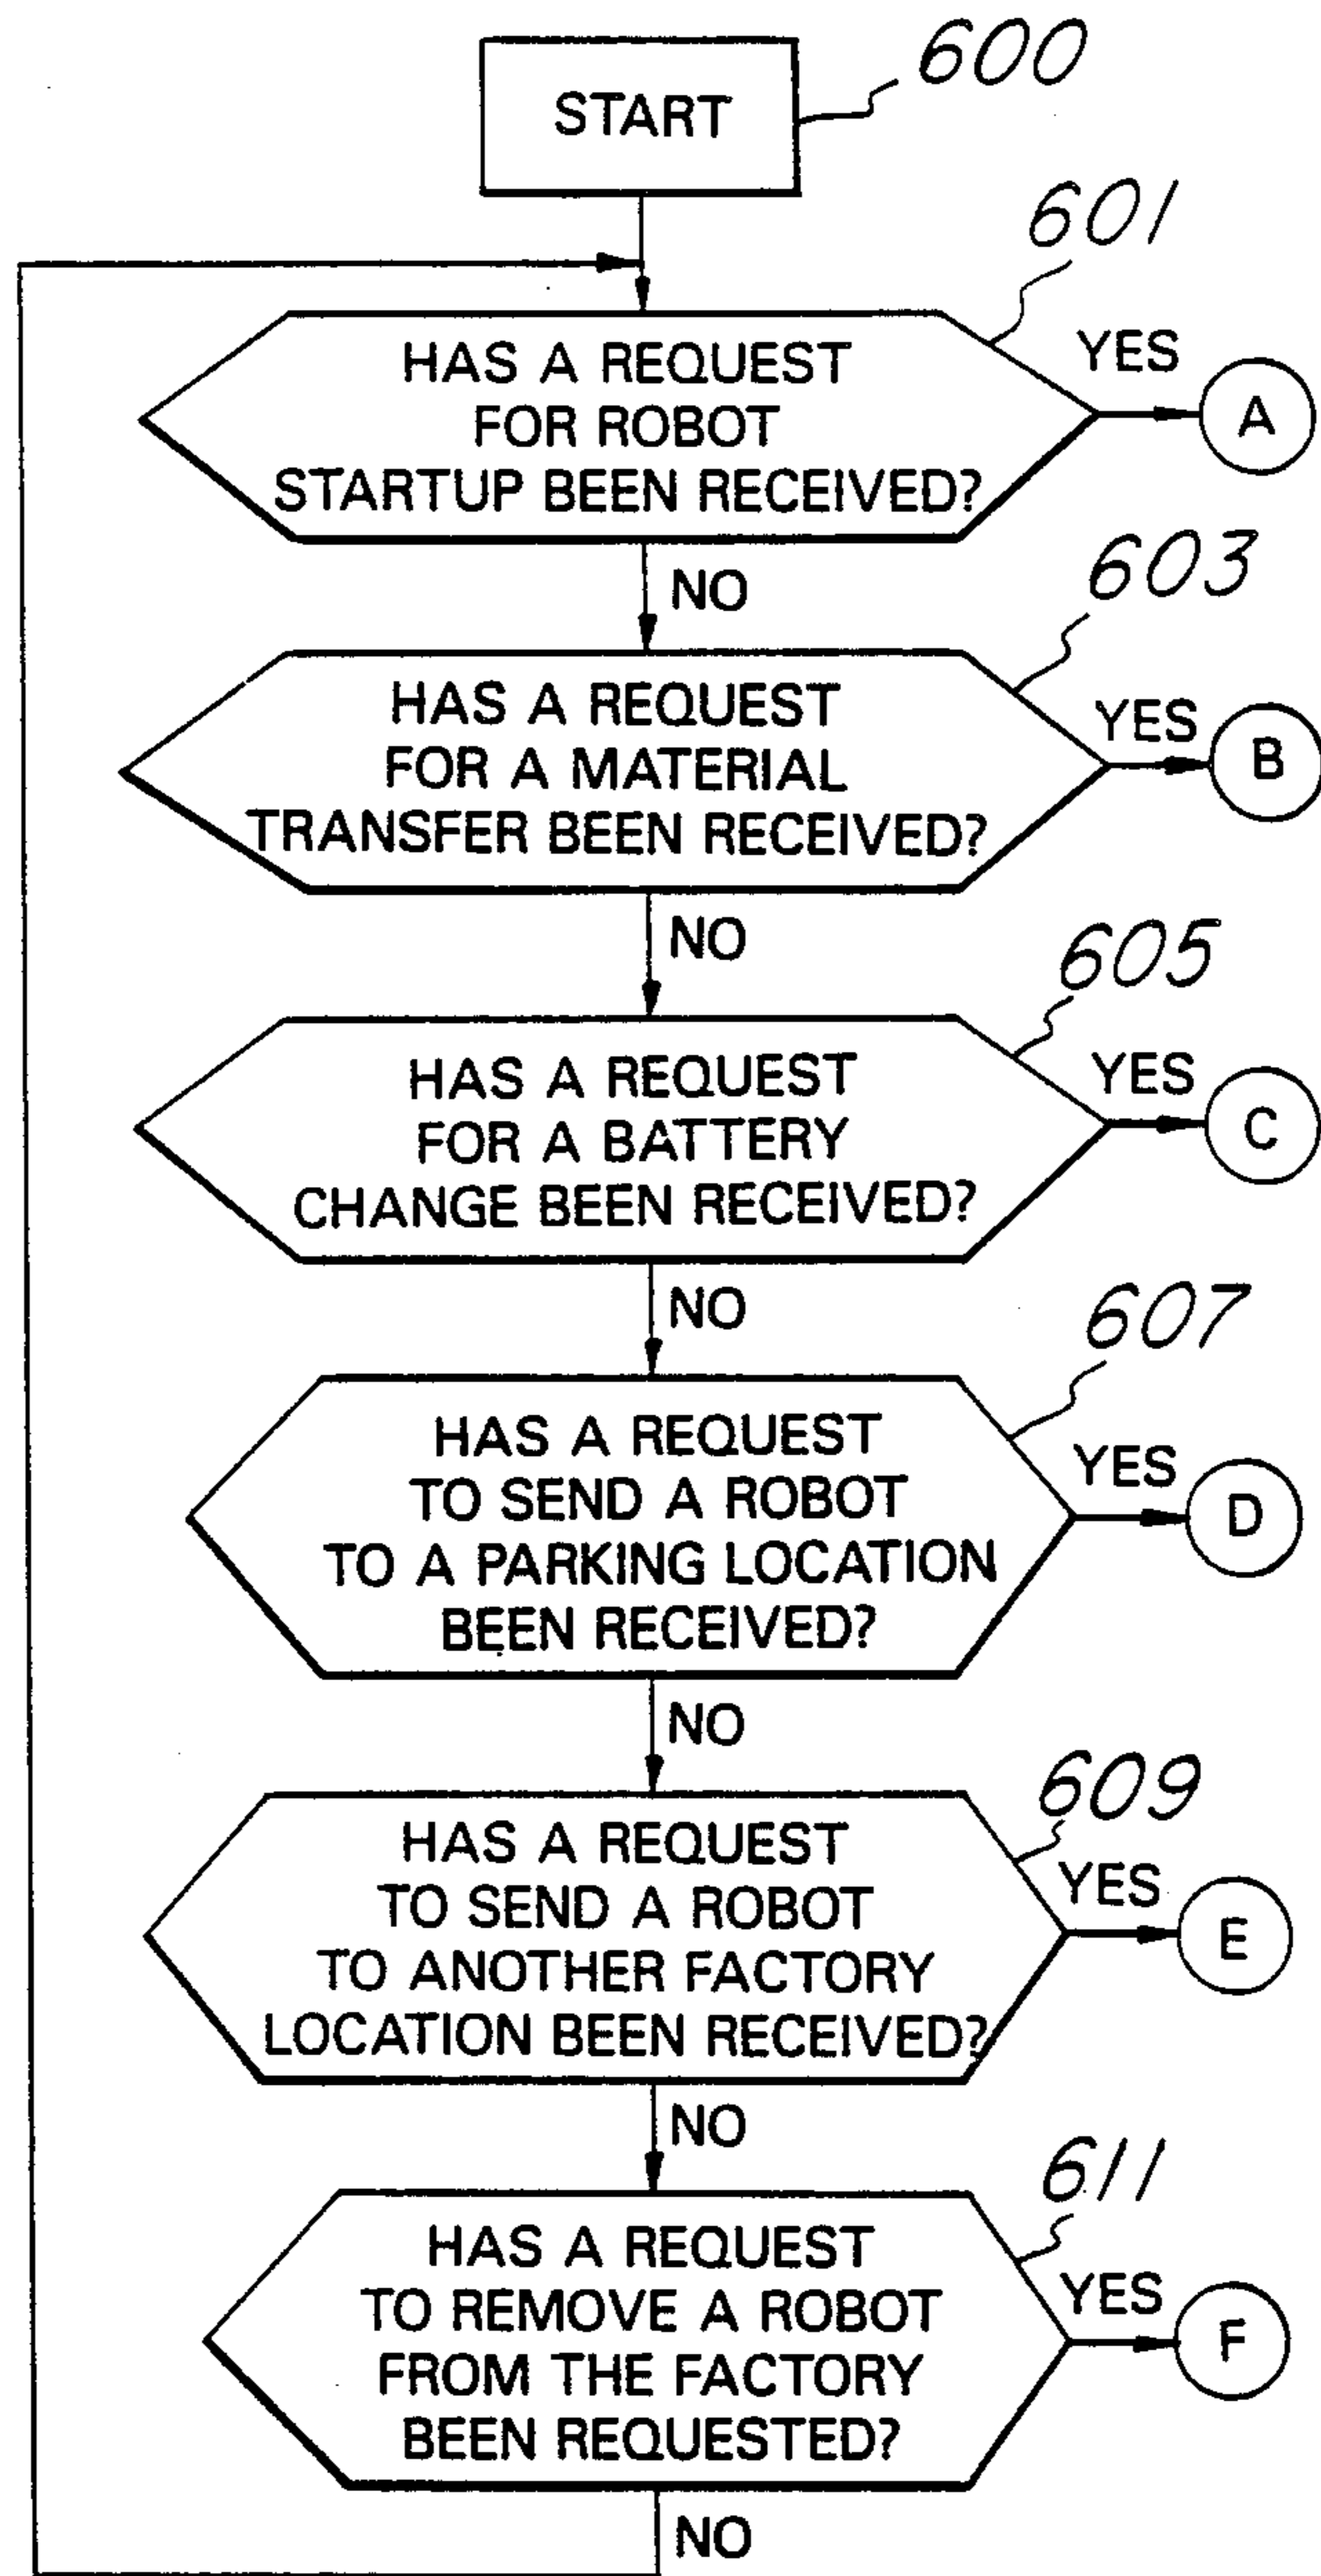 START
600
601
HAS A REQUEST
FOR ROBOT
STARTUP BEEN RECEIVED?
YES
A
NO
603
HAS A REQUEST
FOR A MATERIAL
TRANSFER BEEN RECEIVED?
YES
B
NO
605
HAS A REQUEST
FOR A BATTERY
CHANGE BEEN RECEIVED?
YES
C
NO
607
HAS A REQUEST
TO SEND A ROBOT
TO A PARKING LOCATION
BEEN RECEIVED?
YES
D
NO
609
HAS A REQUEST
TO SEND A ROBOT
TO ANOTHER FACTORY
LOCATION BEEN RECEIVED?
YES
E
NO
611
HAS A REQUEST
TO REMOVE A ROBOT
FROM THE FACTORY
BEEN REQUESTED?
YES
F
NO